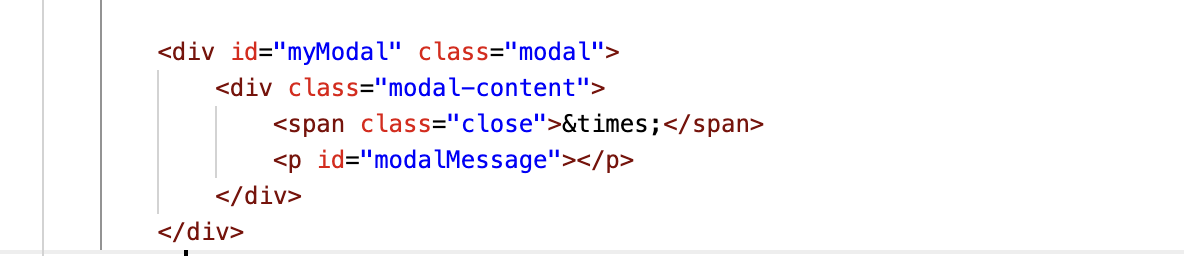 <div id="myModal" class="modal">
<div class="modal-content">
<span class="close">&times;</span>
<p id="modalMessage"></p>
</div>
</div>